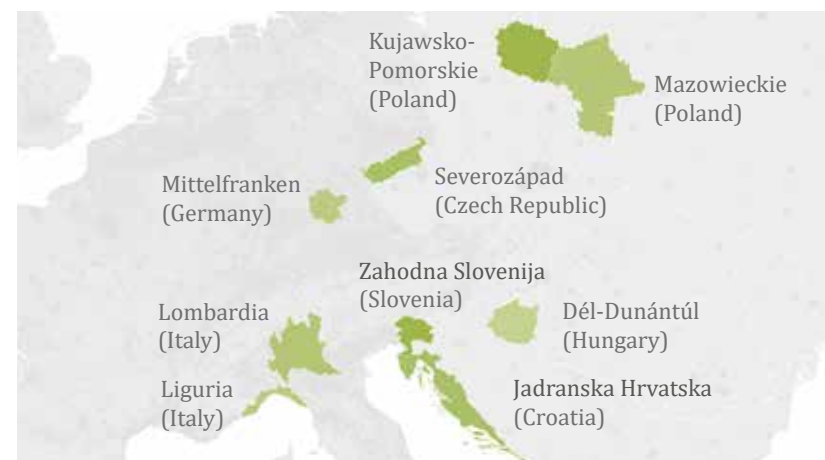 Kujawsko-
Pomorskie
(Poland)
Mazowieckie
(Poland)
Mittelfranken
(Germany)
Severozápad
(Czech Republic)
Zahodna Slovenija
(Slovenia)
Lombardia
(Italy)
Dél-Dunántúl
(Hungary)
Liguria
(Italy)
Jadranska Hrvatska
(Croatia)